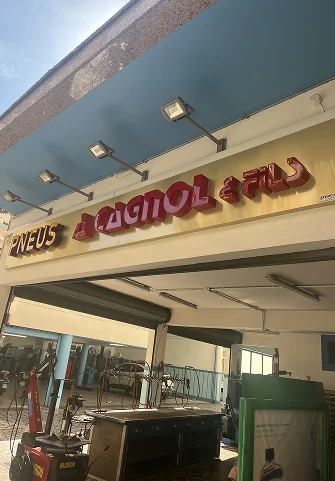 PNEUS A. CAGNOL & FILS